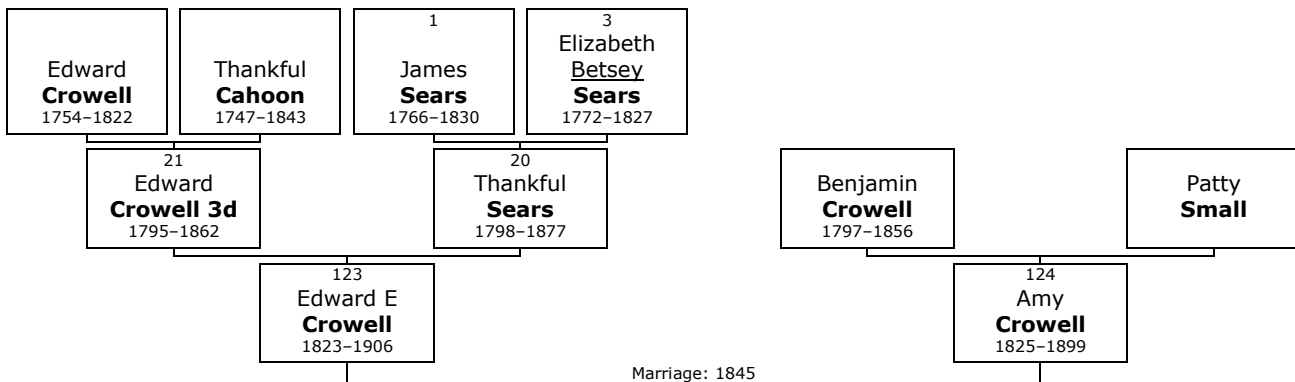 Edward
Crowell
1754–1822
Thankful
Cahoon
1747–1843
1
James
Sears
1766–1830
3
Elizabeth
Betsey
Sears
1772–1827
21
Edward
Crowell 3d
1795–1862
20
Thankful
Sears
1798–1877
Benjamin
Crowell
1797–1856
Patty
Small
123
Edward E
Crowell
1823–1906
124
Amy
Crowell
1825–1899
Marriage: 1845